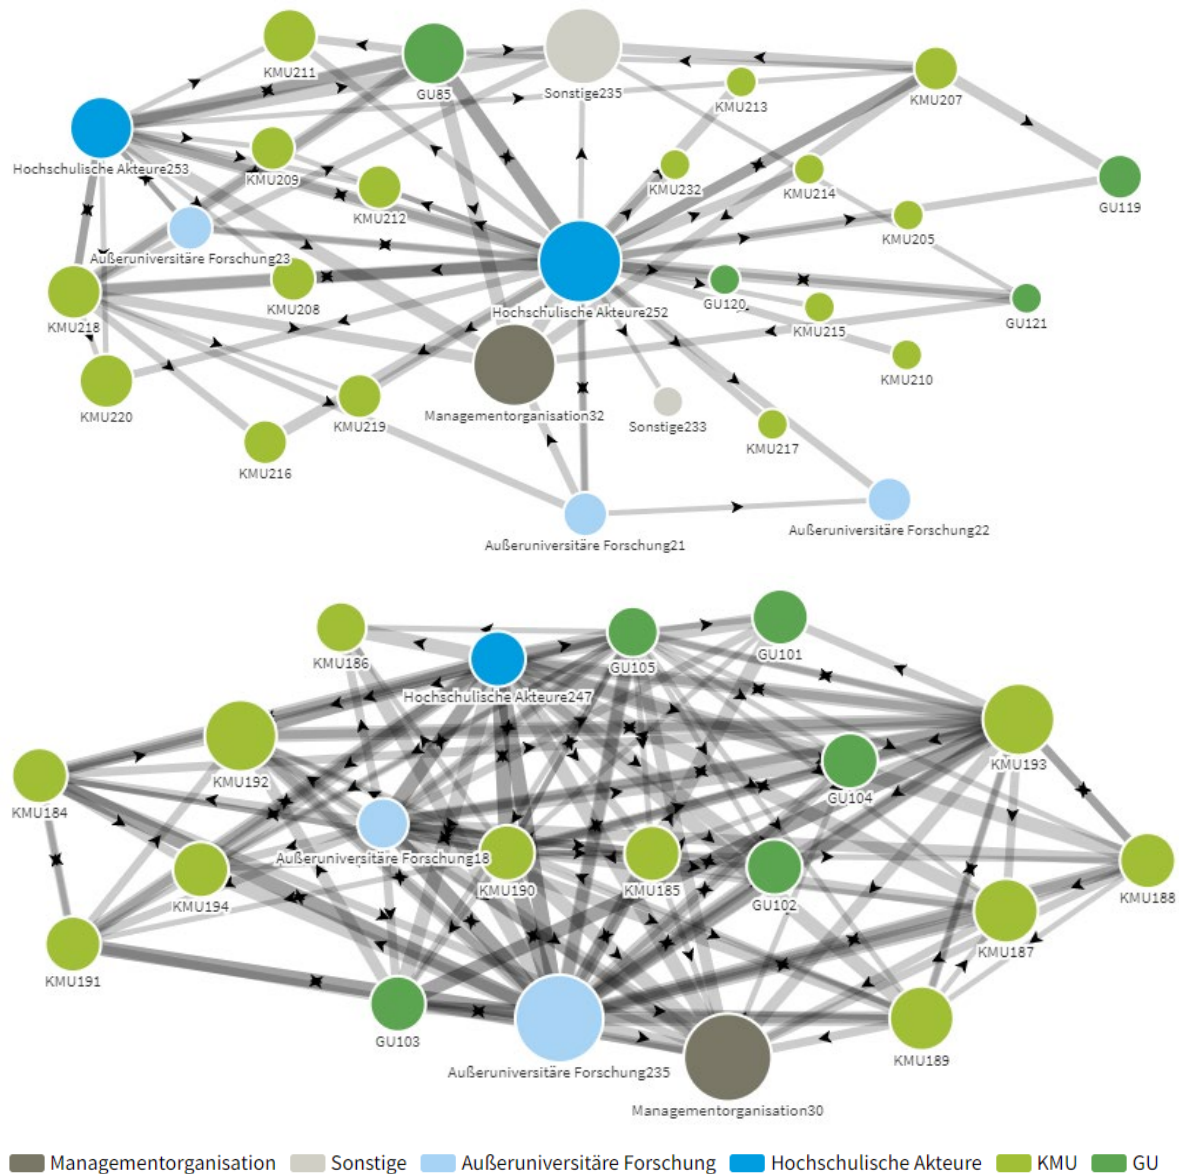 KMU211
GU85
Sonstige235
KMU213
KMU207
Hochschulische Akteure253
KMU209
KMU212
KMU232
KMU214
GU119
KMU205
Außeruniversitäre Forschung23
KMU208
KMU218
Hochschulische Akteure252
GU120
KMU215
GU121
KMU210
KMU220
KMU219
Managementorganisation32
Sonstige233
KMU217
KMU216
Außeruniversitäre Forschung21
Außeruniversitäre Forschung22
KMU186
Hochschulische Akteure247
GU105
GU101
KMU192
KMU193
KMU184
GU104
Außeruniversitäre Forschung18
KMU190
KMU185
GU102
KMU188
KMU194
KMU187
KMU191
GU103
Außeruniversitäre Forschung235
KMU189
Managementorganisation30
Managementorganisation Sonstige Außeruniversitäre Forschung Hochschulische Akteure KMU GU